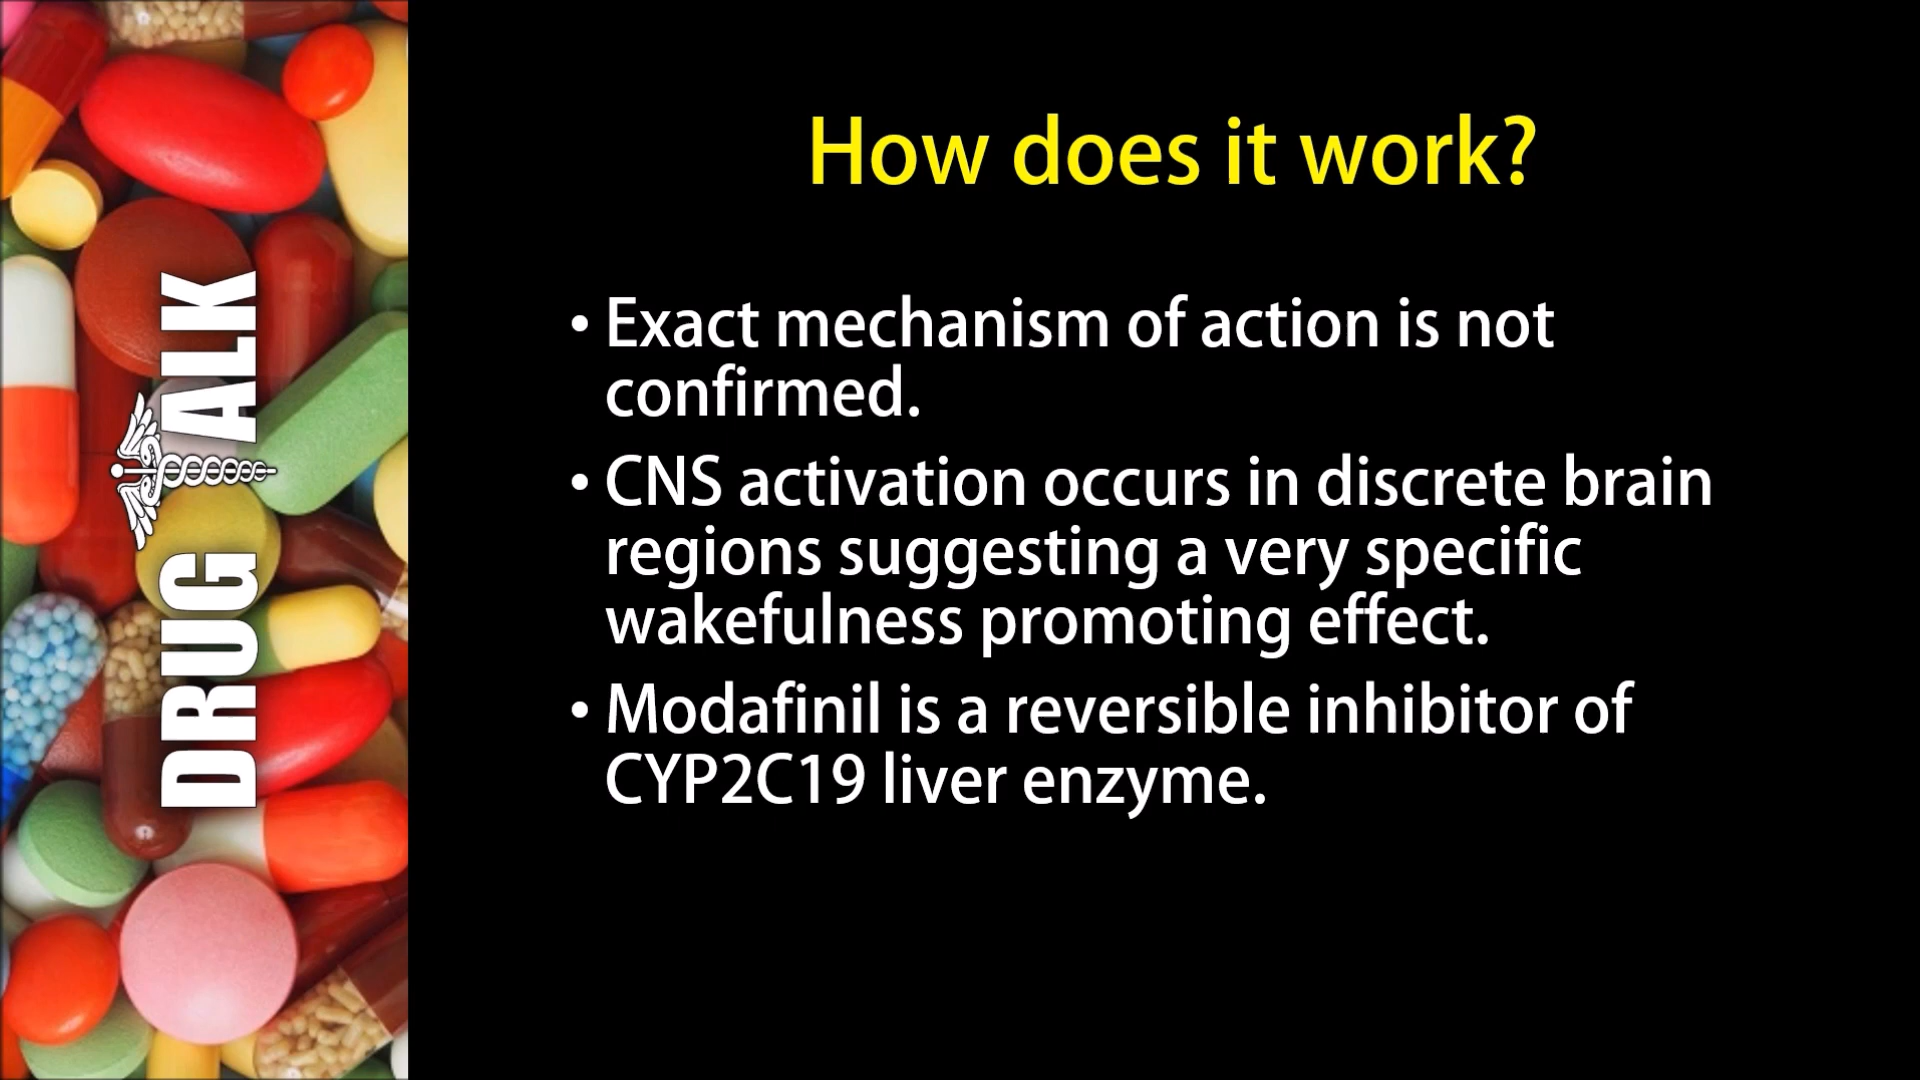 DRUG TALK
How does it work?
• Exact mechanism of action is not
confirmed.
• CNS activation occurs in discrete brain
regions suggesting a very specific
wakefulness promoting effect.
• Modafinil is a reversible inhibitor of
CYP2C19 liver enzyme.